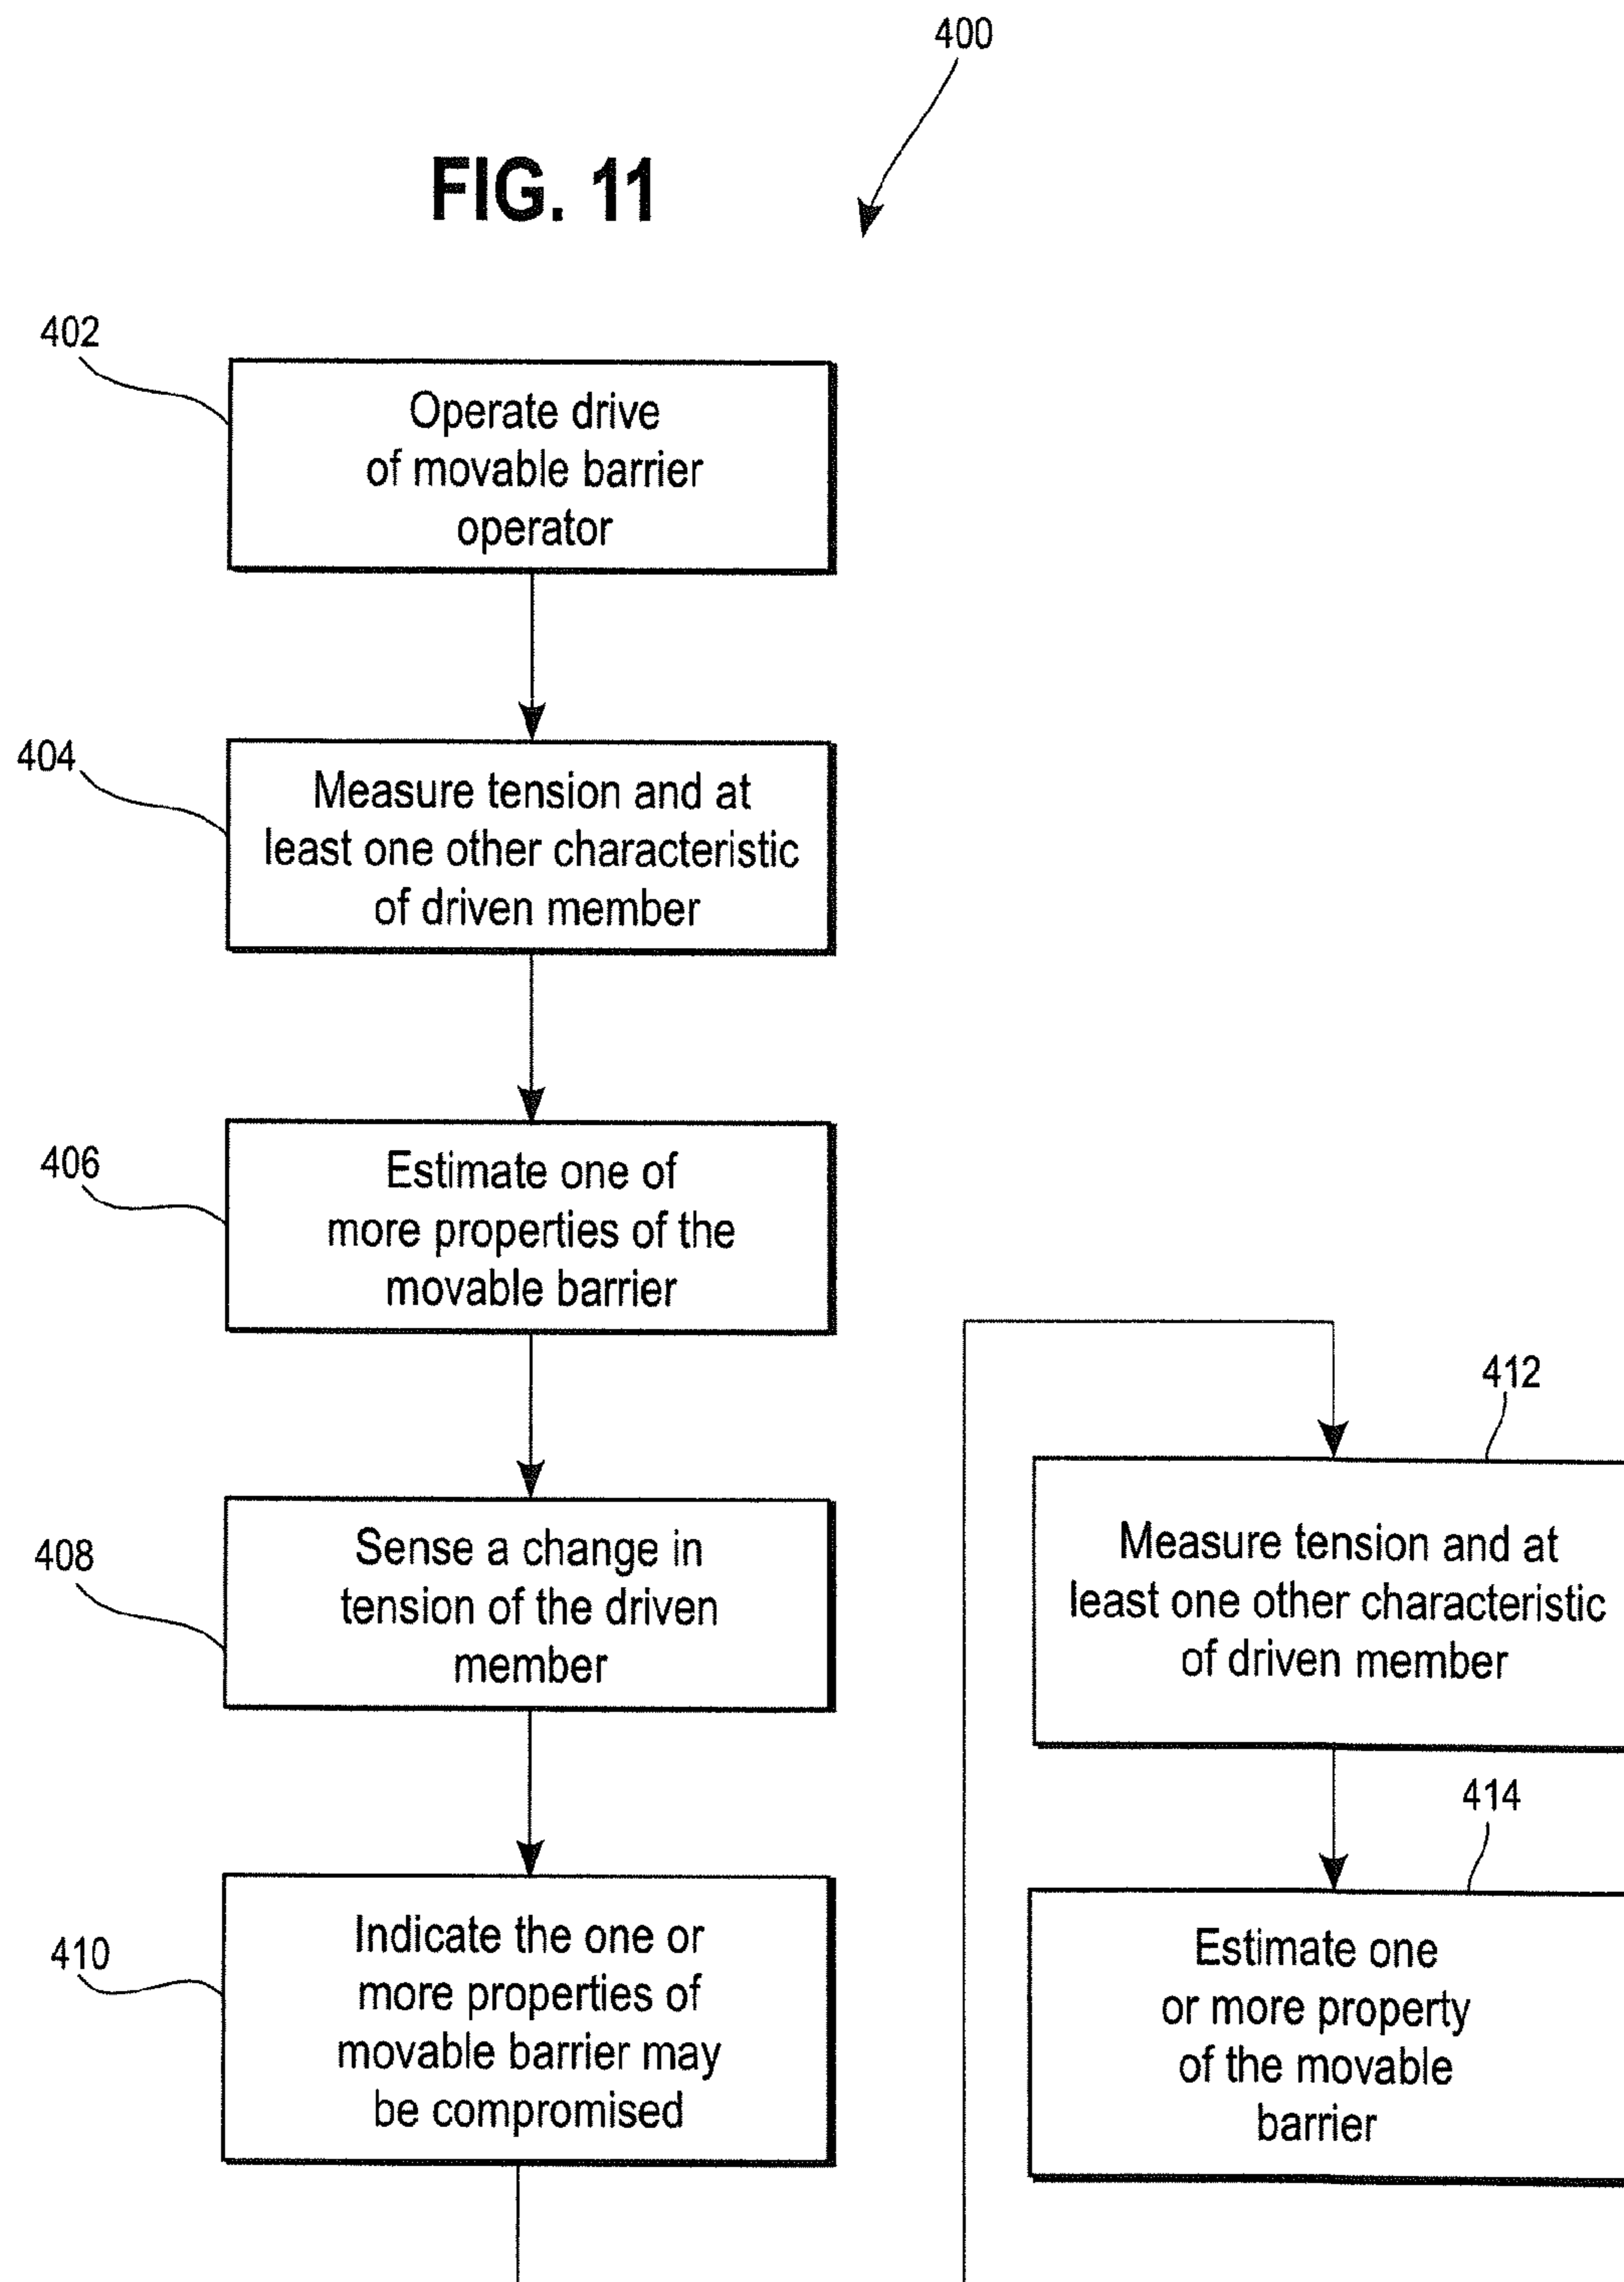 400
FIG. 11
402
Operate drive
of movable barrier
operator
404
Measure tension and at
least one other characteristic
of driven member
406
Estimate one of
more properties of the
movable barrier
408
Sense a change in
tension of the driven
member
410
Indicate the one or
more properties of
movable barrier may
be compromised
412
Measure tension and at
least one other characteristic
of driven member
414
Estimate one
or more property
of the movable
barrier